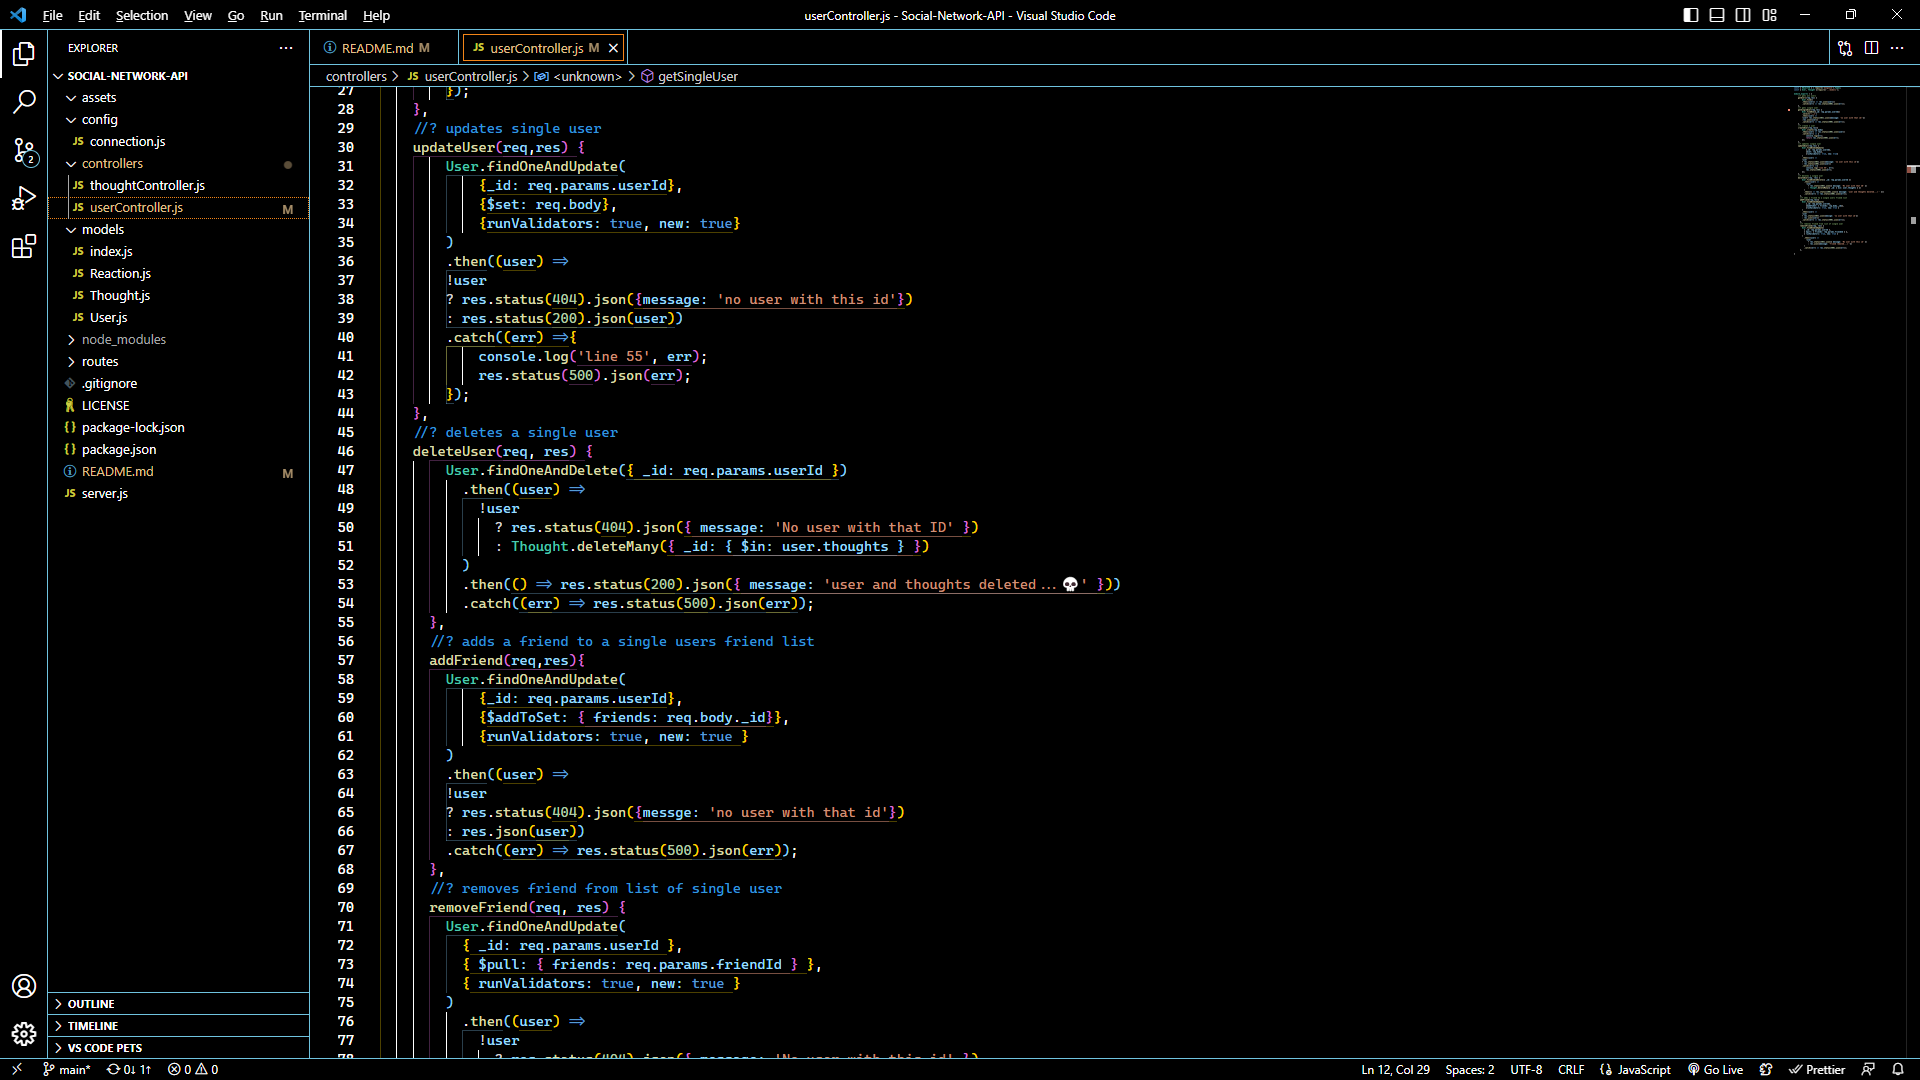 File Edit Selection View Go Run Terminal Help
userController.js - Social-Network-API - Visual Studio Code
EXPLORER
SOCIAL-NETWORK-API
assets
config
JS connection.js
controllers
JS thoughtController.js
JS userController.js M
models
JS index.js
JS Reaction.js
JS Thought.js
JS User.js
node_modules
routes
.gitignore
LICENSE
{} package-lock.json
{} package.json
README.md M
JS server.js
OUTLINE
TIMELINE
VS CODE PETS
2
README.md M
JS userController.js M
controllers > JS userController.js > <unknown> > getSingleUser
27 });
28 },
29 //? updates single user
30 updateUser(req,res) {
31 User.findOneAndUpdate(
32 {_id: req.params.userId},
33 {$set: req.body},
34 {runValidators: true, new: true}
35 )
36 .then((user) =>
37 !user
38 ? res.status(404).json({message: 'no user with this id'})
39 : res.status(200).json(user))
40 .catch((err) =>{
41 console.log('line 55', err);
42 res.status(500).json(err);
43 });
44 },
45 //? deletes a single user
46 deleteUser(req, res) {
47 User.findOneAndDelete({ _id: req.params.userId })
48 .then((user) =>
49 !user
50 ? res.status(404).json({ message: 'No user with that ID' })
51 : Thought.deleteMany({ _id: { $in: user.thoughts } })
52 )
53 .then(() => res.status(200).json({ message: 'user and thoughts deleted...💀' }))
54 .catch((err) => res.status(500).json(err));
55 },
56 //? adds a friend to a single users friend list
57 addFriend(req,res){
58 User.findOneAndUpdate(
59 {_id: req.params.userId},
60 {$addToSet: { friends: req.body._id}},
61 {runValidators: true, new: true }
62 )
63 .then((user) =>
64 !user
65 ? res.status(404).json({messge: 'no user with that id'})
66 : res.json(user))
67 .catch((err) => res.status(500).json(err));
68 },
69 //? removes friend from list of single user
70 removeFriend(req, res) {
71 User.findOneAndUpdate(
72 { _id: req.params.userId },
73 { $pull: { friends: req.params.friendId } },
74 { runValidators: true, new: true }
75 )
76 .then((user) =>
77 !user
78 ? res.status(404).json({ message: 'No user with this id' })
main* 0↓ 1↑ 0 0
Ln 12, Col 29 Spaces: 2 UTF-8 CRLF {} JavaScript Go Live Prettier